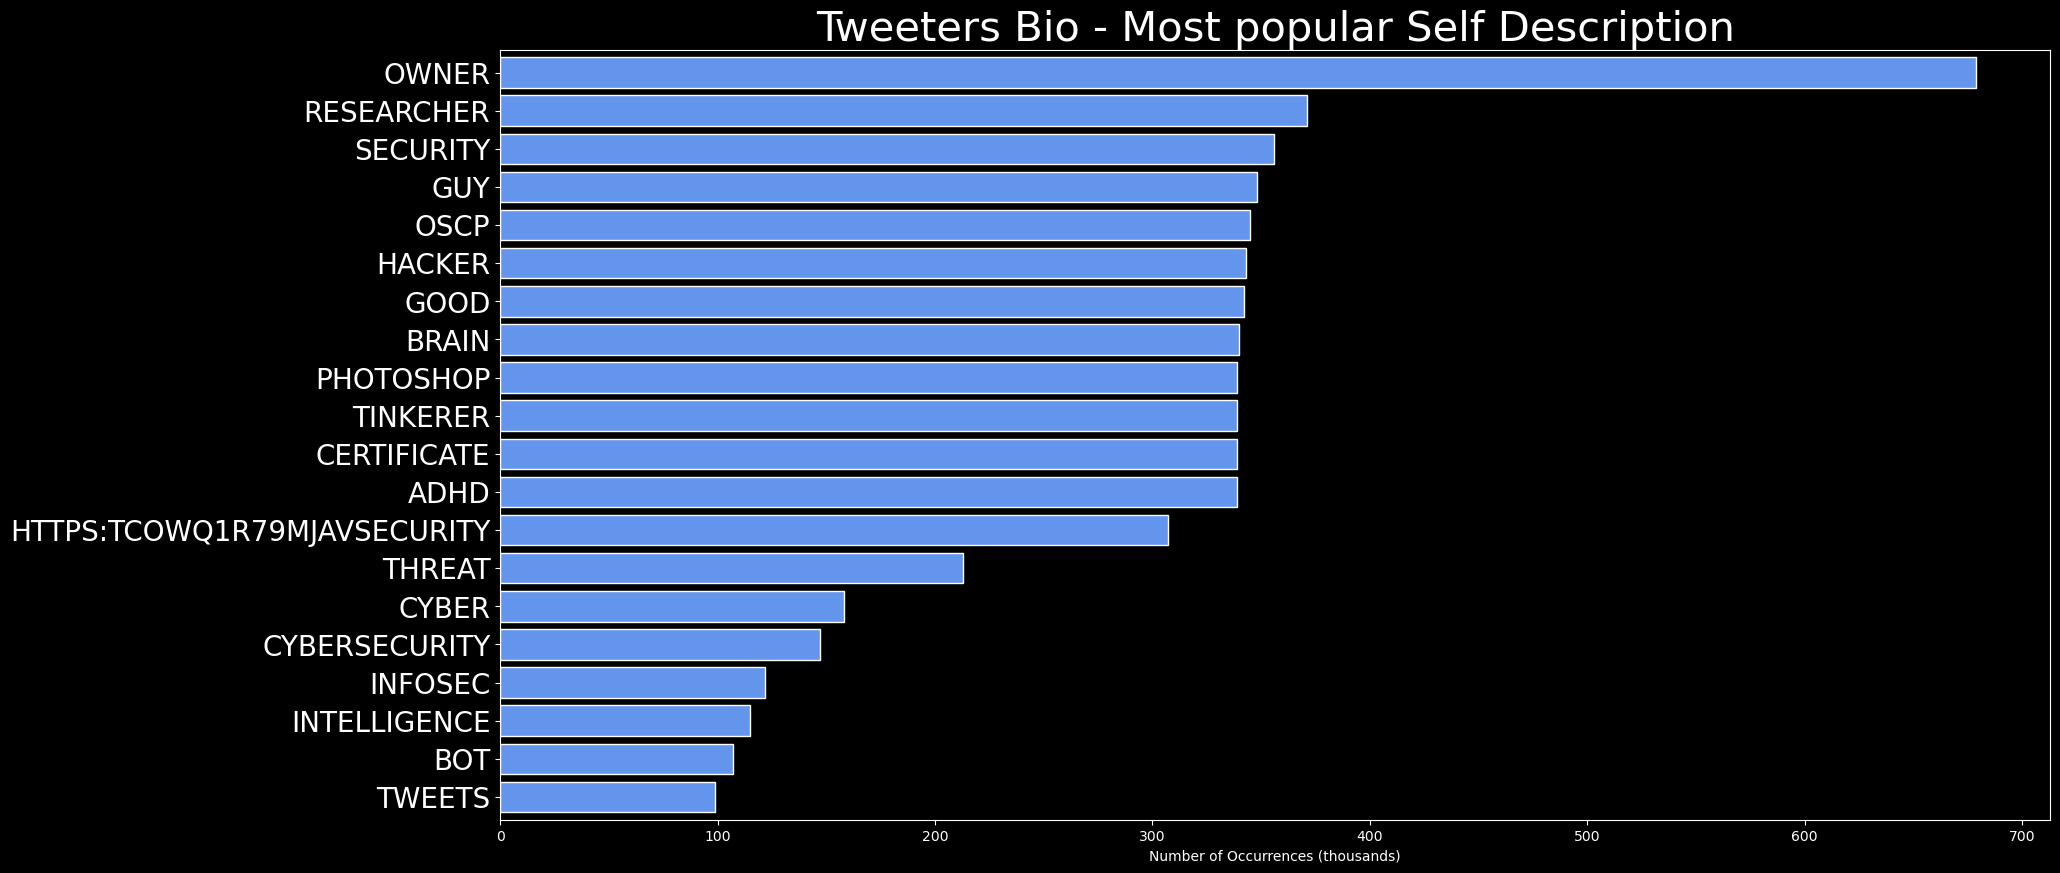 Tweeters Bio - Most popular Self Description
OWNER
RESEARCHER
SECURITY
GUY
OSCP
HACKER
GOOD
BRAIN
PHOTOSHOP
TINKERER
CERTIFICATE
ADHD
HTTPS:TCOWQ1R79MJAVSECURITY
THREAT
CYBER
CYBERSECURITY
INFOSEC
INTELLIGENCE
BOT
TWEETS
0 100 200 300 400 500 600 700
Number of Occurrences (thousands)